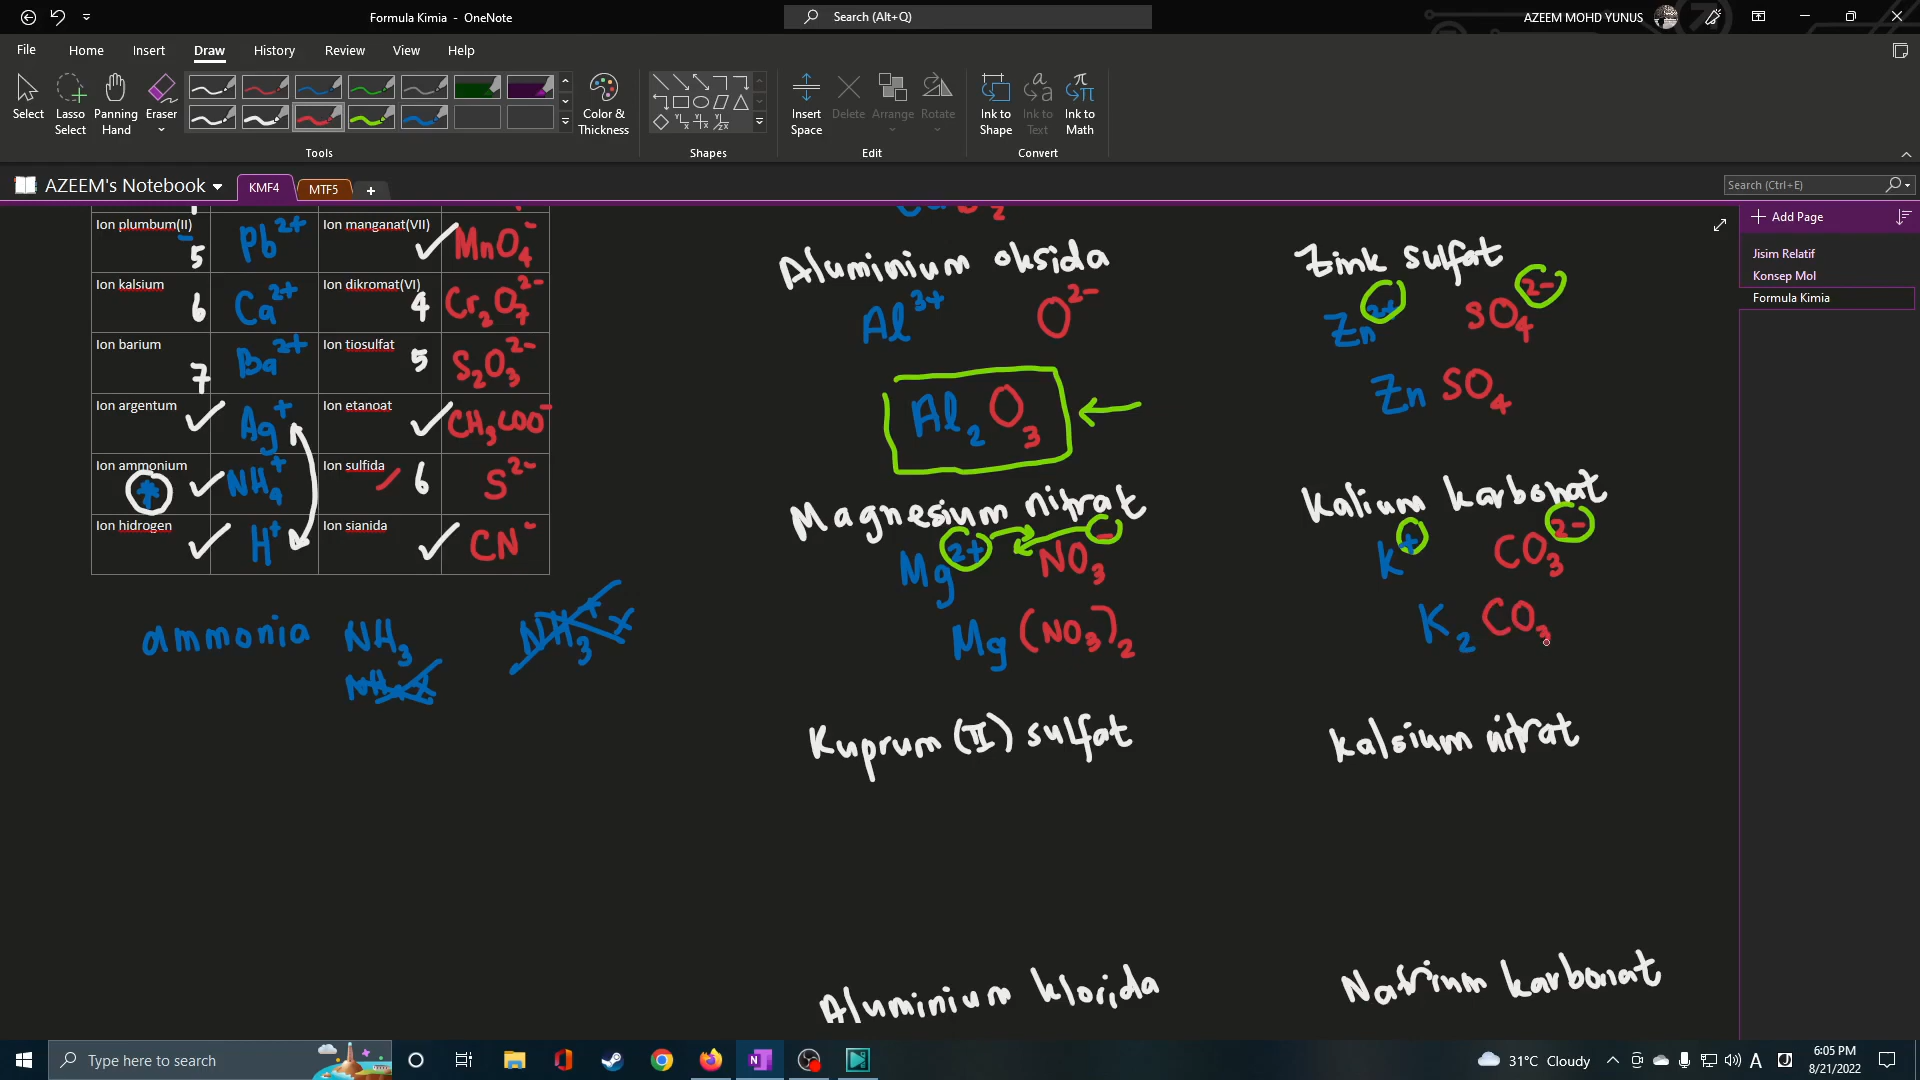 Formula Kimia - OneNote
Search (Alt+Q)
AZEEM MOHD YUNUS
File Home Insert Draw History Review View Help
Select
Lasso Select
Panning Hand
Eraser
Color & Thickness
Insert Space
Delete
Arrange
Rotate
Ink to Shape
Ink to Text
Ink to Math
Tools
Shapes
Edit
Convert
AZEEM's Notebook
KMF4
MTF5
Search (Ctrl+E)
Add Page
Jisim Relatif
Konsep Mol
Formula Kimia
Ion plumbum(II) 5 Pb²⁺ Ion manganat(VII) ✓ MnO₄⁻
Ion kalsium 6 Ca²⁺ Ion dikromat(VI) 4 Cr₂O₇²⁻
Ion barium 7 Ba²⁺ Ion tiosulfat 5 S₂O₃²⁻
Ion argentum ✓ Ag⁺ Ion etanoat ✓ CH₃COO⁻
Ion ammonium * ✓ NH₄⁺ Ion sulfida 6 S²⁻
Ion hidrogen ✓ H⁺ Ion sianida ✓ CN⁻
ammonia NH₃
NH₃⁺
Aluminium oksida
Al³⁺ O²⁻
Al₂O₃
Magnesium nitrat
Mg²⁺ NO₃⁻
Mg(NO₃)₂
Kuprum (II) sulfat
Aluminium klorida
Zink sulfat
Zn²⁺ SO₄²⁻
ZnSO₄
Kalium karbonat
K⁺ CO₃²⁻
K₂CO₃
Kalsium nitrat
Natrium karbonat
Type here to search
31°C Cloudy
6:05 PM
8/21/2022